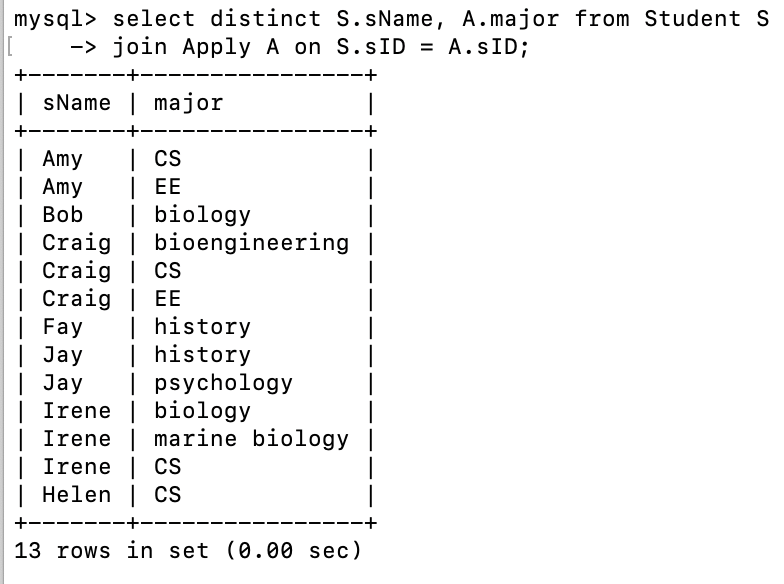 mysql> select distinct S.sName, A.major from Student S
[    -> join Apply A on S.sID = A.sID;
+-------+----------------+
| sName | major          |
+-------+----------------+
| Amy   | CS             |
| Amy   | EE             |
| Bob   | biology        |
| Craig | bioengineering |
| Craig | CS             |
| Craig | EE             |
| Fay   | history        |
| Jay   | history        |
| Jay   | psychology     |
| Irene | biology        |
| Irene | marine biology |
| Irene | CS             |
| Helen | CS             |
+-------+----------------+
13 rows in set (0.00 sec)